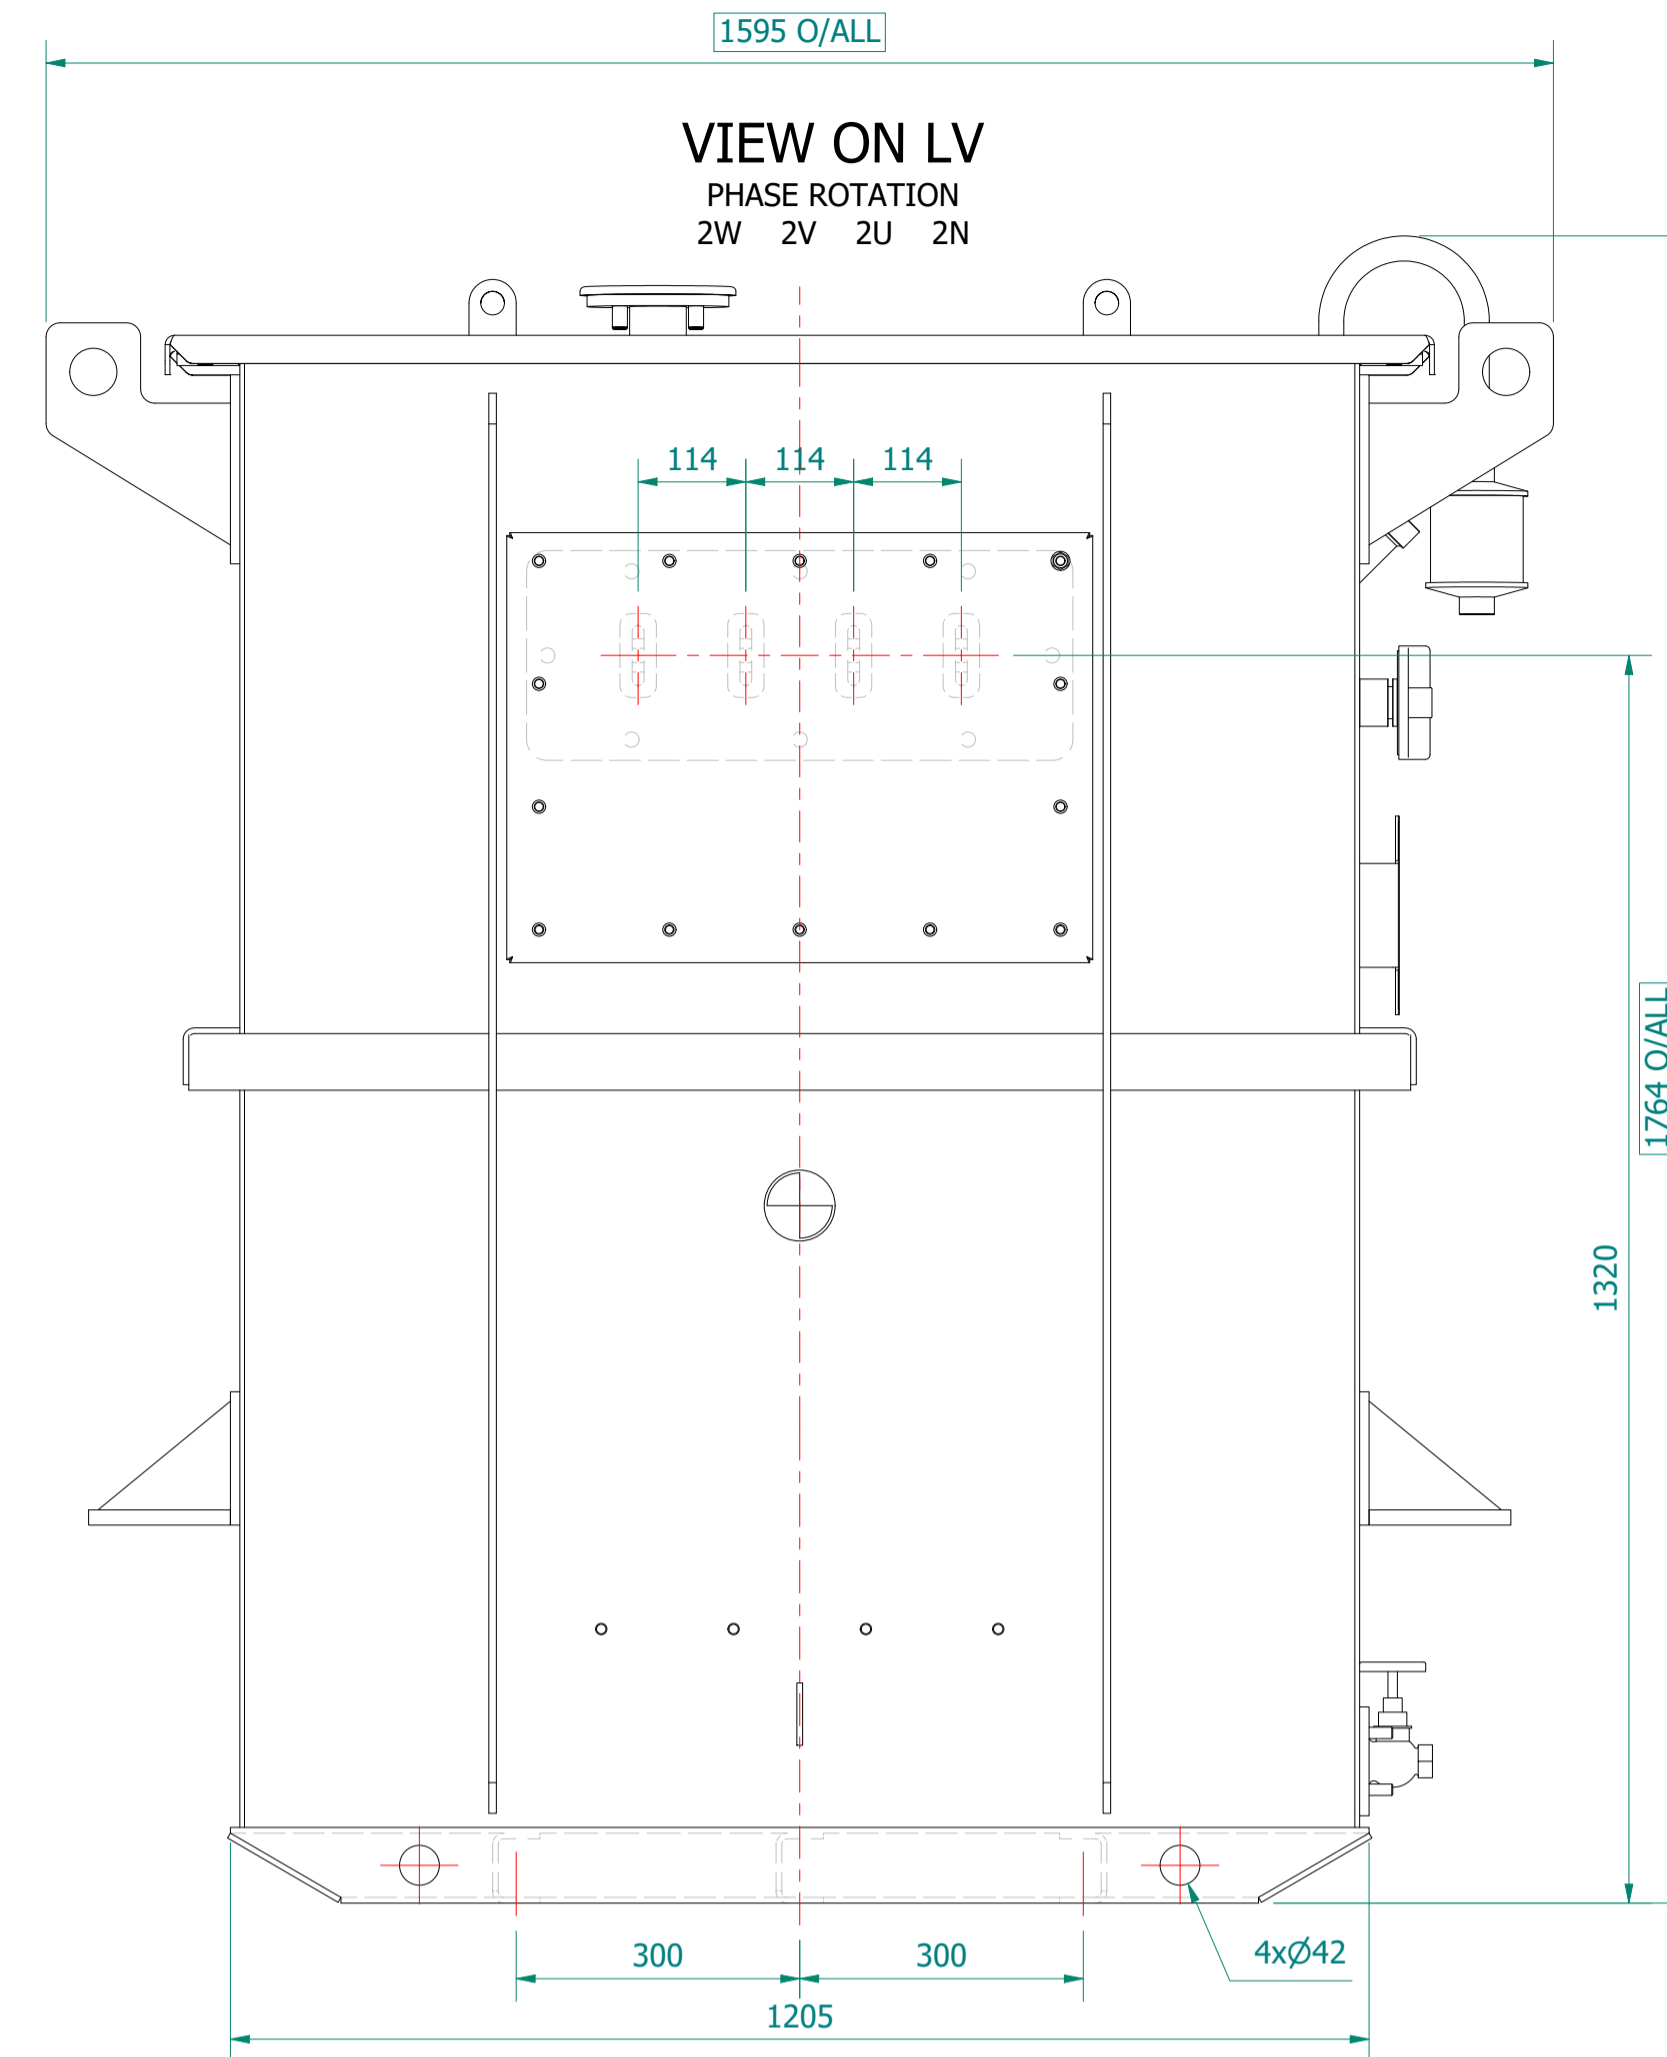 1595 O/ALL
VIEW ON LV
PHASE ROTATION
2W 2V 2U 2N
114 114 114
1764 O/ALL
1320
300 300
4xØ42
1205